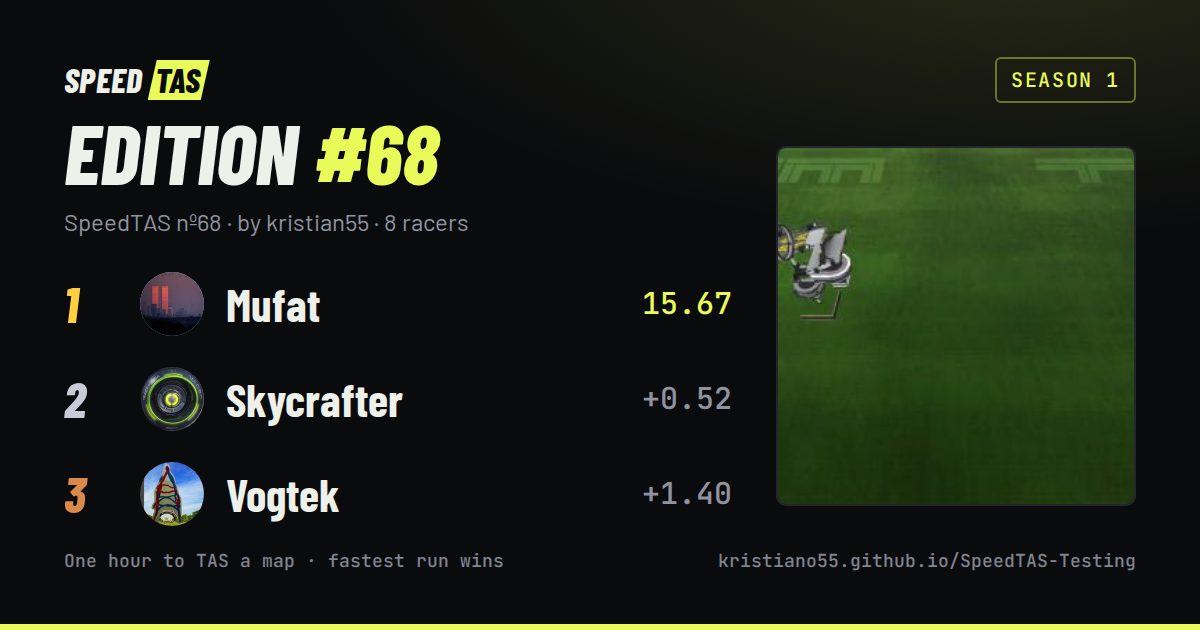 SPEED TAS
SEASON 1
EDITION #68
SpeedTAS nº68 · by kristian55 · 8 racers
1 Mufat 15.67
2 Skycrafter +0.52
3 Vogtek +1.40
One hour to TAS a map · fastest run wins
kristiano55.github.io/SpeedTAS-Testing